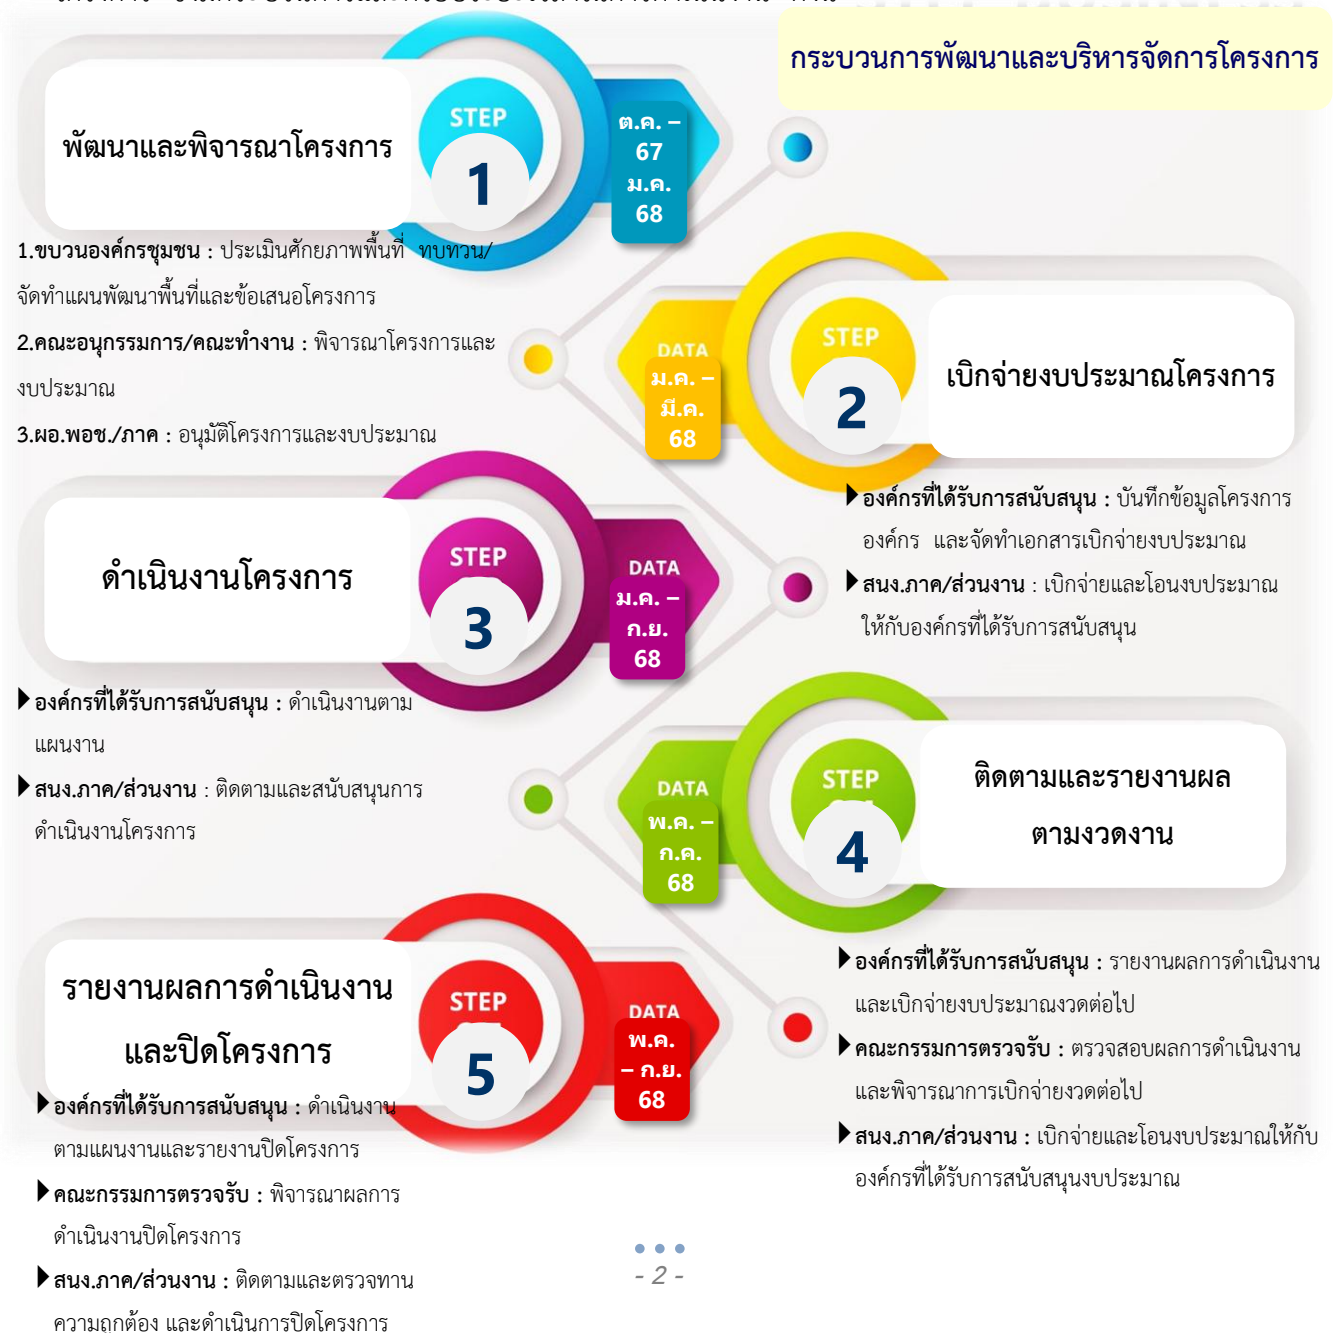 กระบวนการพัฒนาและบริหารจัดการโครงการ
พัฒนาและพิจารณาโครงการ
STEP
1
ต.ค. –
67
ม.ค.
68
1.ขบวนองค์กรชุมชน : ประเมินศักยภาพพื้นที่ ทบทวน/
จัดทำแผนพัฒนาพื้นที่และข้อเสนอโครงการ
2.คณะอนุกรรมการ/คณะทำงาน : พิจารณาโครงการและ
งบประมาณ
3.ผอ.พอช./ภาค : อนุมัติโครงการและงบประมาณ
DATA
ม.ค. –
มี.ค.
68
STEP
2
เบิกจ่ายงบประมาณโครงการ
องค์กรที่ได้รับการสนับสนุน : บันทึกข้อมูลโครงการ
องค์กร และจัดทำเอกสารเบิกจ่ายงบประมาณ
สนง.ภาค/ส่วนงาน : เบิกจ่ายและโอนงบประมาณ
ให้กับองค์กรที่ได้รับการสนับสนุน
ดำเนินงานโครงการ
STEP
3
DATA
ม.ค. –
ก.ย.
68
องค์กรที่ได้รับการสนับสนุน : ดำเนินงานตาม
แผนงาน
สนง.ภาค/ส่วนงาน : ติดตามและสนับสนุนการ
ดำเนินงานโครงการ
DATA
พ.ค. –
ก.ค.
68
STEP
4
ติดตามและรายงานผล
ตามงวดงาน
องค์กรที่ได้รับการสนับสนุน : รายงานผลการดำเนินงาน
และเบิกจ่ายงบประมาณงวดต่อไป
คณะกรรมการตรวจรับ : ตรวจสอบผลการดำเนินงาน
และพิจารณาการเบิกจ่ายงวดต่อไป
สนง.ภาค/ส่วนงาน : เบิกจ่ายและโอนงบประมาณให้กับ
องค์กรที่ได้รับการสนับสนุนงบประมาณ
รายงานผลการดำเนินงาน
และปิดโครงการ
STEP
5
DATA
พ.ค.
– ก.ย.
68
องค์กรที่ได้รับการสนับสนุน : ดำเนินงาน
ตามแผนงานและรายงานปิดโครงการ
คณะกรรมการตรวจรับ : พิจารณาผลการ
ดำเนินงานปิดโครงการ
สนง.ภาค/ส่วนงาน : ติดตามและตรวจทาน
ความถูกต้อง และดำเนินการปิดโครงการ
- 2 -